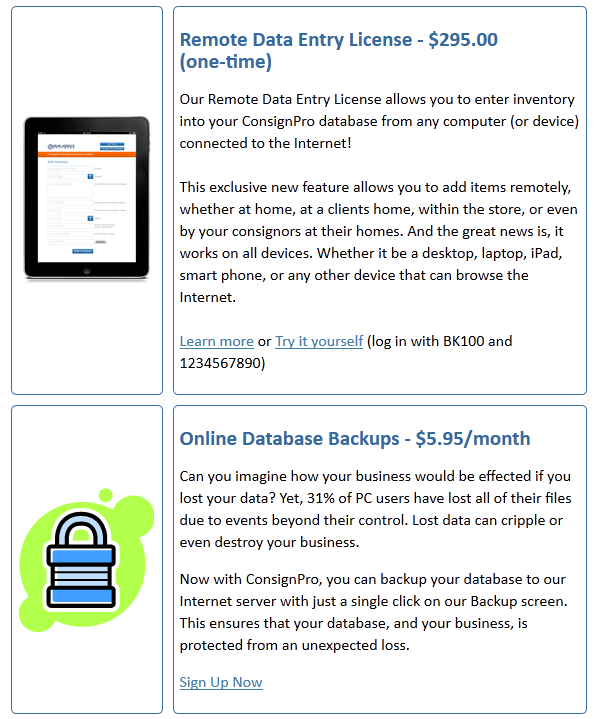 Remote Data Entry License - $295.00
(one-time)
Our Remote Data Entry License allows you to enter inventory
into your ConsignPro database from any computer (or device)
connected to the Internet!
This exclusive new feature allows you to add items remotely,
whether at home, at a clients home, within the store, or even
by your consignors at their homes. And the great news is, it
works on all devices. Whether it be a desktop, laptop, iPad,
smart phone, or any other device that can browse the
Internet.
Learn more or Try it yourself (log in with BK100 and
1234567890)
Online Database Backups - $5.95/month
Can you imagine how your business would be effected if you
lost your data? Yet, 31% of PC users have lost all of their files
due to events beyond their control. Lost data can cripple or
even destroy your business.
Now with ConsignPro, you can backup your database to our
Internet server with just a single click on our Backup screen.
This ensures that your database, and your business, is
protected from an unexpected loss.
Sign Up Now